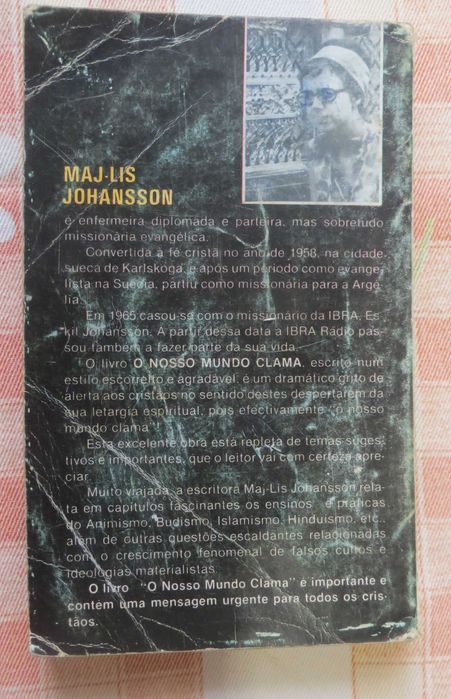 MAJ-LIS
JOHANSSON
é enfermeira diplomada e parteira, mas sobretudo
missionária evangélica.
Convertida à fé cristã no ano de 1958, na cidade
sueca de Karlskoga, e após um período como evange-
lista na Suécia, partiu como missionária para a Argé-
lia.
Em 1965 casou-se com o missionário da IBRA, Es-
kil Johansson. A partir dessa data a IBRA Rádio pas-
sou também a fazer parte da sua vida.
O livro O NOSSO MUNDO CLAMA, escrito num
estilo escorreito e agradável, é um dramático grito de
alerta aos cristãos no sentido destes despertarem da
sua letargia espiritual, pois efectivamente "o nosso
mundo clama"
Esta excelente obra está repleta de temas suges-
tivos e importantes, que o leitor vai com certeza apre-
ciar.
Muito viajada, a escritora Maj-Lis Johansson rela-
ta em capítulos fascinantes os ensinos e práticas
do Animismo, Budismo, Islamismo, Hinduísmo, etc.,
além de outras questões escaldantes relacionadas
com o crescimento fenomenal de falsos cultos e
ideologias materialistas.
O livro "O Nosso Mundo Clama" é importante e
contém uma mensagem urgente para todos os cris-
tãos.